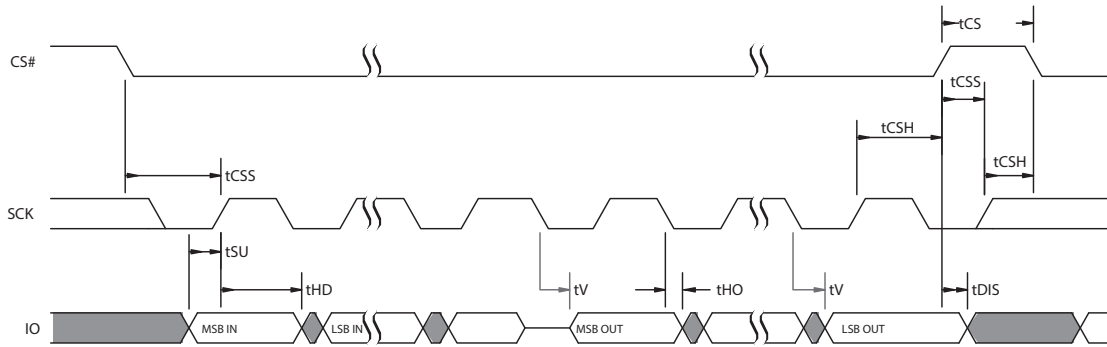 tCS
CS#
tCSS
tCSH
tCSH
tCSS
SCK
tSU
tHD
tV
tHO
tV
tDIS
IO
MSB IN
LSB IN
MSB OUT
LSB OUT